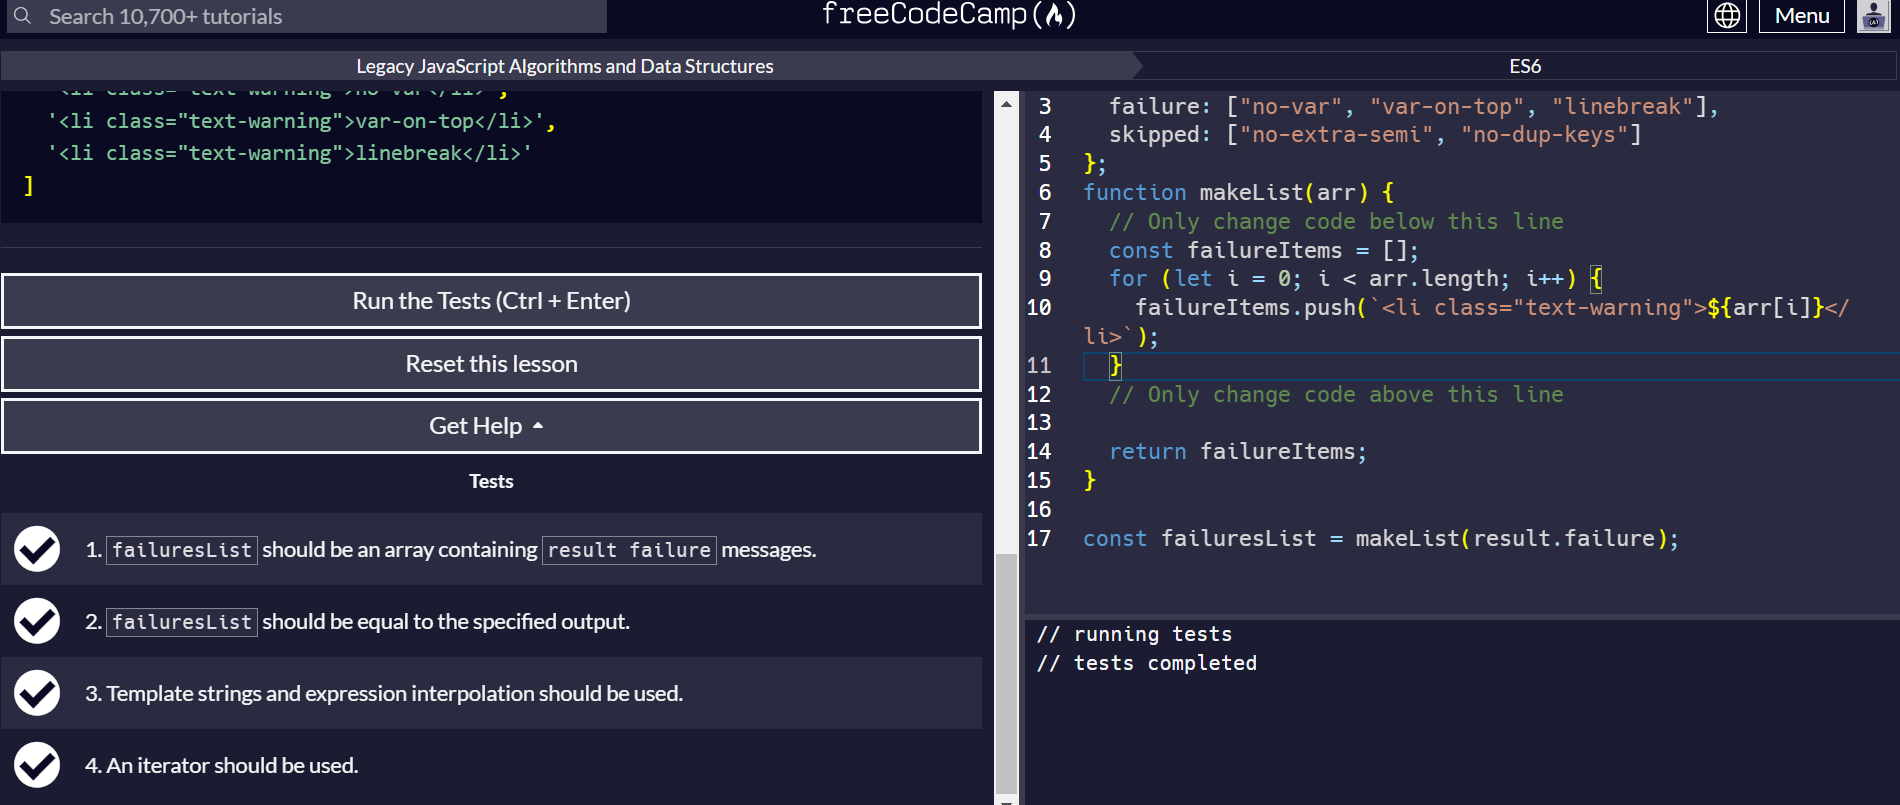 Search 10,700+ tutorials
freeCodeCamp
Menu
Legacy JavaScript Algorithms and Data Structures
ES6
'<li class="text-warning">no-var</li>',
'<li class="text-warning">var-on-top</li>',
'<li class="text-warning">linebreak</li>'
]
Run the Tests (Ctrl + Enter)
Reset this lesson
Get Help
Tests
1. failuresList should be an array containing result failure messages.
2. failuresList should be equal to the specified output.
3. Template strings and expression interpolation should be used.
4. An iterator should be used.
3 failure: ["no-var", "var-on-top", "linebreak"],
4 skipped: ["no-extra-semi", "no-dup-keys"]
5 };
6 function makeList(arr) {
7 // Only change code below this line
8 const failureItems = [];
9 for (let i = 0; i < arr.length; i++) {
10 failureItems.push(`<li class="text-warning">${arr[i]}</
li>`);
11 }
12 // Only change code above this line
13
14 return failureItems;
15 }
16
17 const failuresList = makeList(result.failure);
// running tests
// tests completed